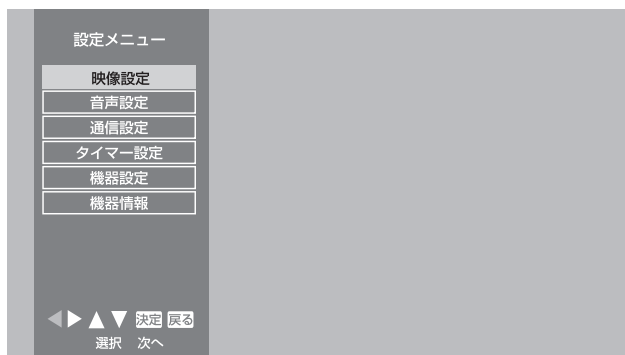 設定メニュー
映像設定
音声設定
通信設定
タイマー設定
機器設定
機器情報
決定 戻る
選択 次へ